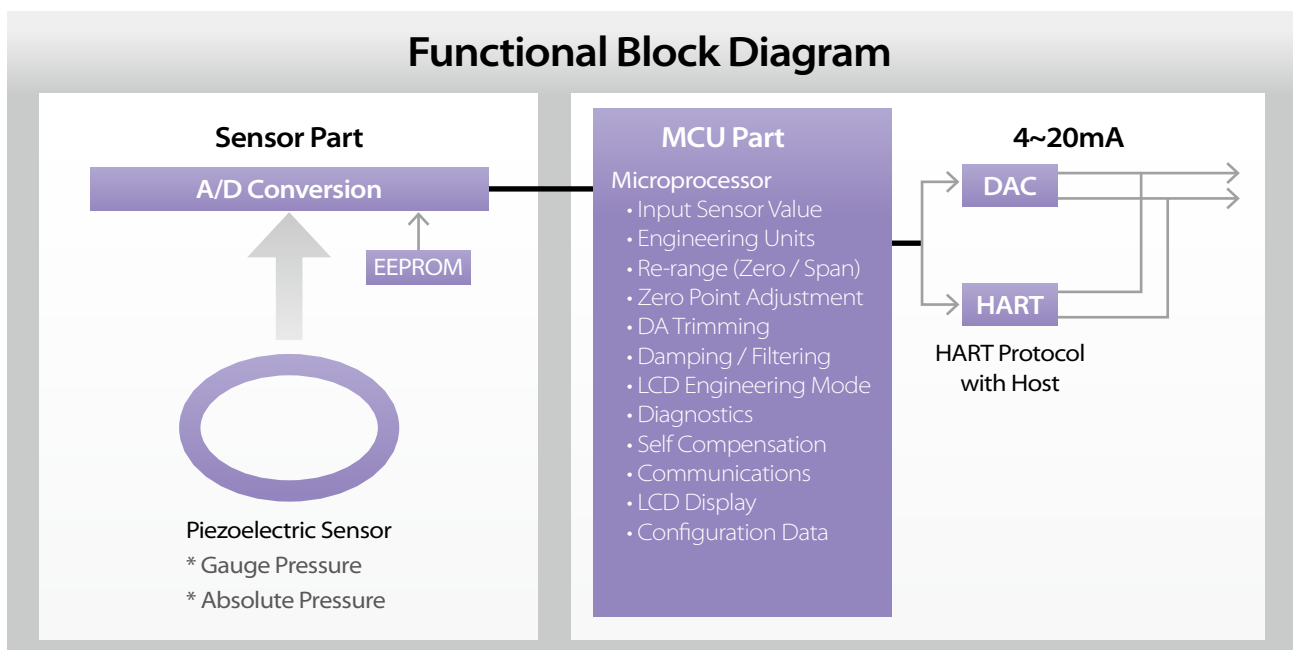 Functional Block Diagram
Sensor Part
A/D Conversion
EEPROM
Piezoelectric Sensor
* Gauge Pressure
* Absolute Pressure
MCU Part
Microprocessor
• Input Sensor Value
• Engineering Units
• Re-range (Zero / Span)
• Zero Point Adjustment
• DA Trimming
• Damping / Filtering
• LCD Engineering Mode
• Diagnostics
• Self Compensation
• Communications
• LCD Display
• Configuration Data
4~20mA
DAC
HART
HART Protocol
with Host